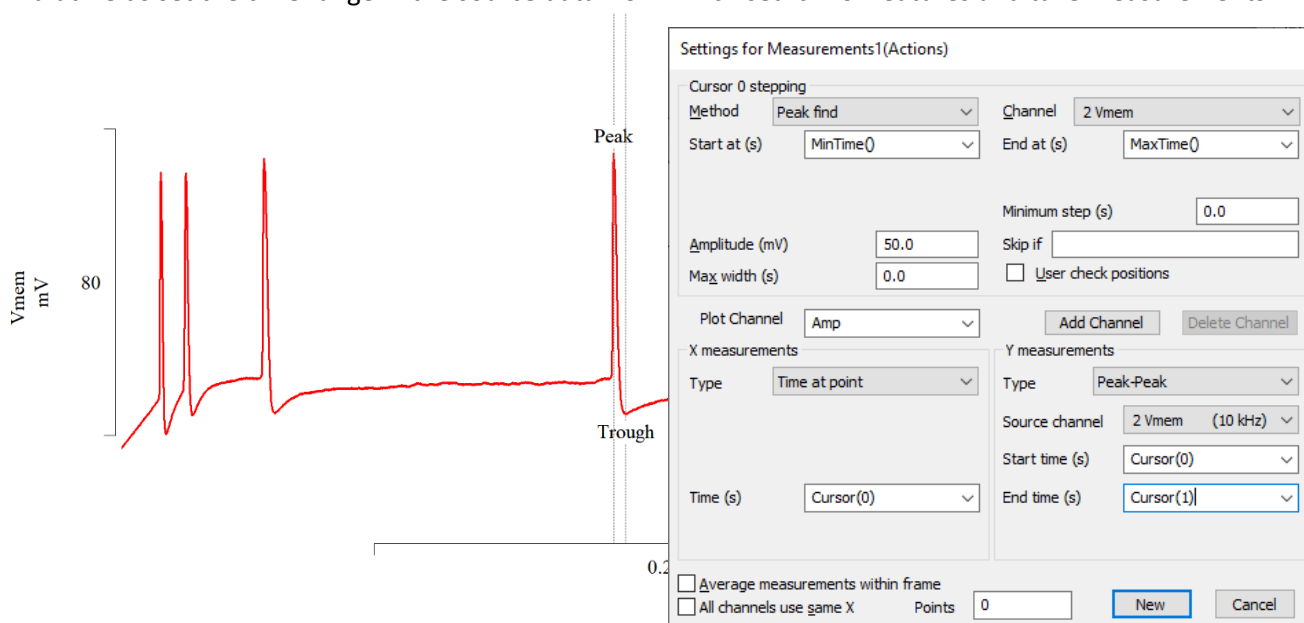 Settings for Measurements1(Actions)
Cursor 0 stepping
Method Peak find Channel 2 Vmem
Start at (s) MinTime() End at (s) MaxTime()
Minimum step (s) 0.0
Amplitude (mV) 50.0 Skip if
Max width (s) 0.0 User check positions
Plot Channel Amp Add Channel Delete Channel
X measurements Y measurements
Type Time at point Type Peak-Peak
Source channel 2 Vmem (10 kHz)
Start time (s) Cursor(0)
Time (s) Cursor(0) End time (s) Cursor(1)
Average measurements within frame
All channels use same X Points 0 New Cancel
Peak
Vmem
mV
80
Trough